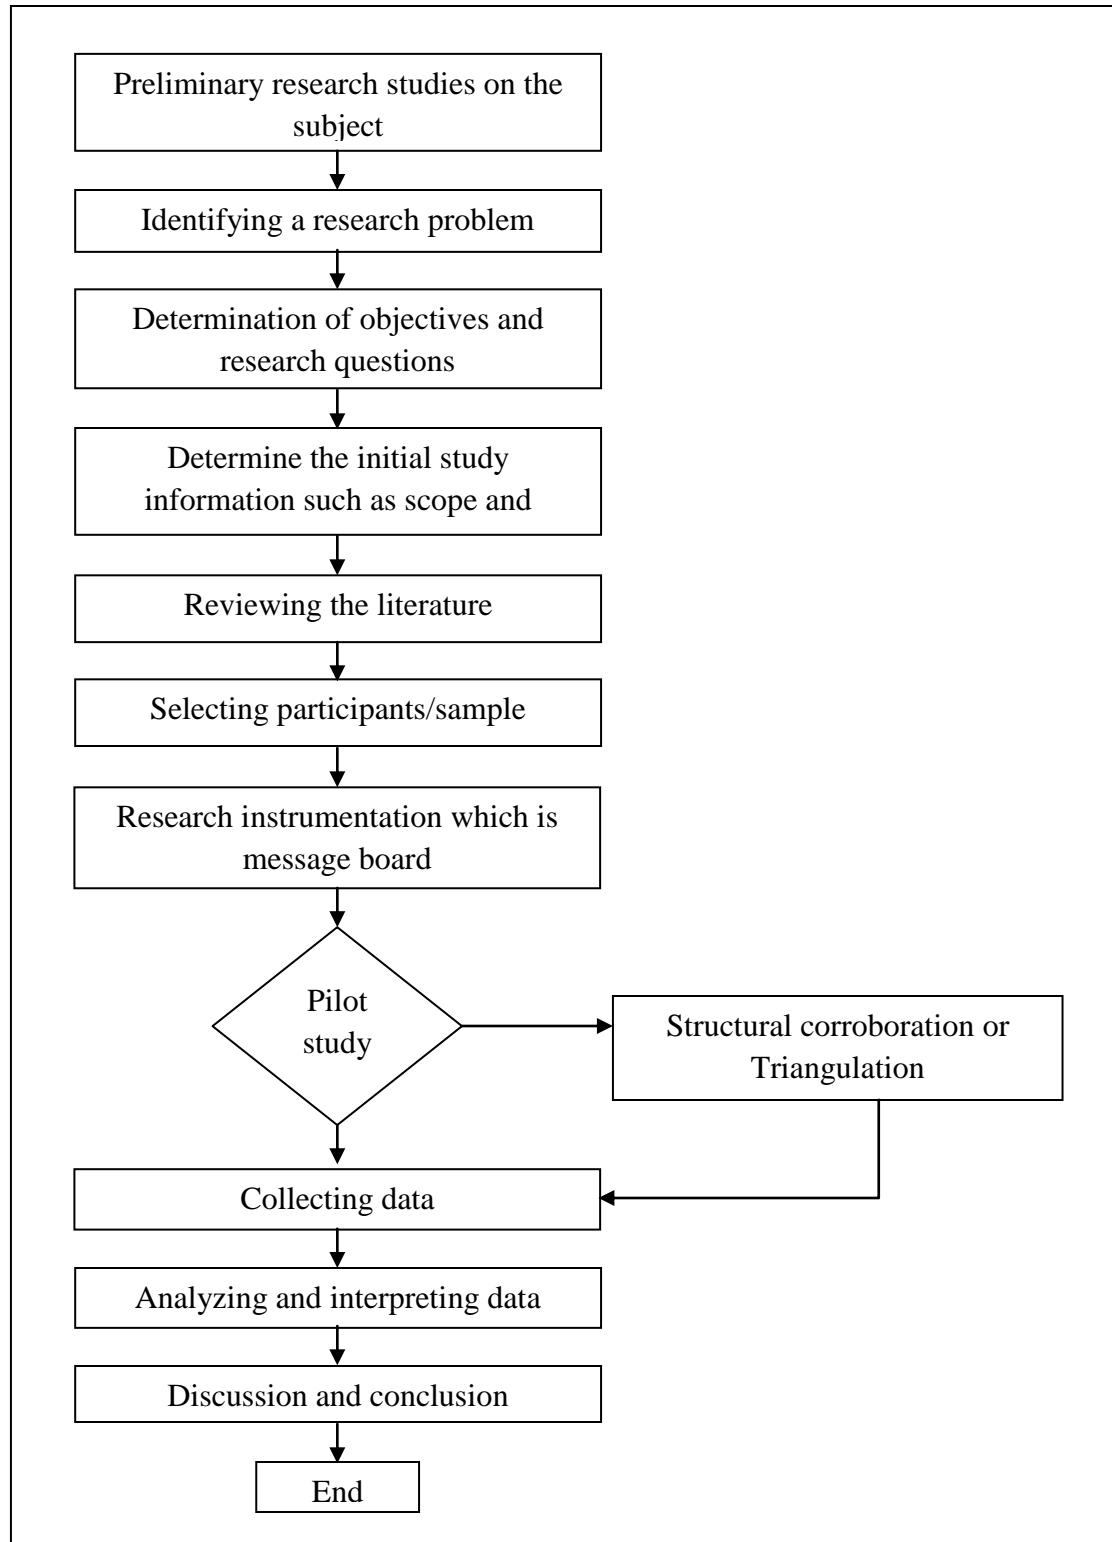 Preliminary research studies on the
subject
Identifying a research problem
Determination of objectives and
research questions
Determine the initial study
information such as scope and
Reviewing the literature
Selecting participants/sample
Research instrumentation which is
message board
Pilot
study
Structural corroboration or
Triangulation
Collecting data
Analyzing and interpreting data
Discussion and conclusion
End